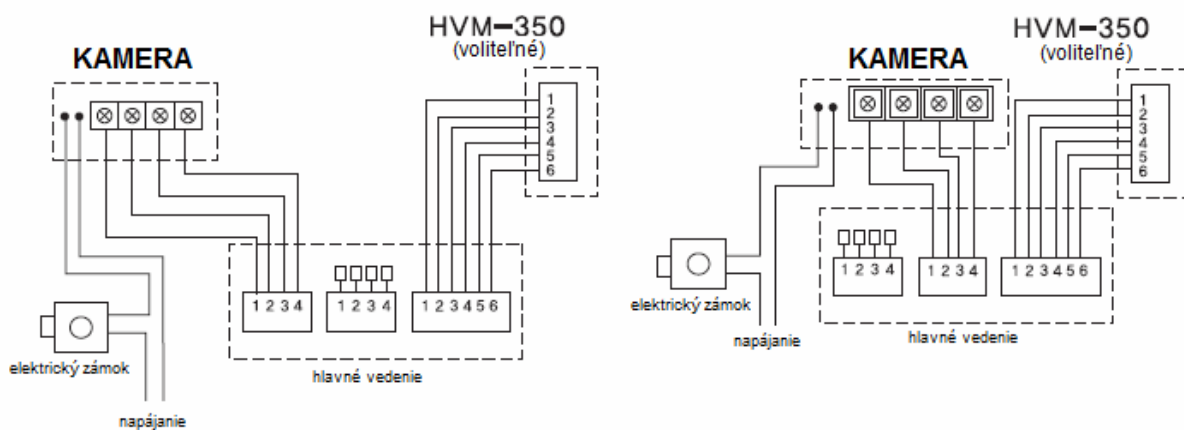 HVM-350
(voliteľné)
KAMERA
1
2
3
4
5
6
1 2 3 4
1 2 3 4
1 2 3 4 5 6
elektrický zámok
hlavné vedenie
napájanie
HVM-350
(voliteľné)
KAMERA
1
2
3
4
5
6
1 2 3 4
1 2 3 4
1 2 3 4 5 6
elektrický zámok
napájanie
hlavné vedenie